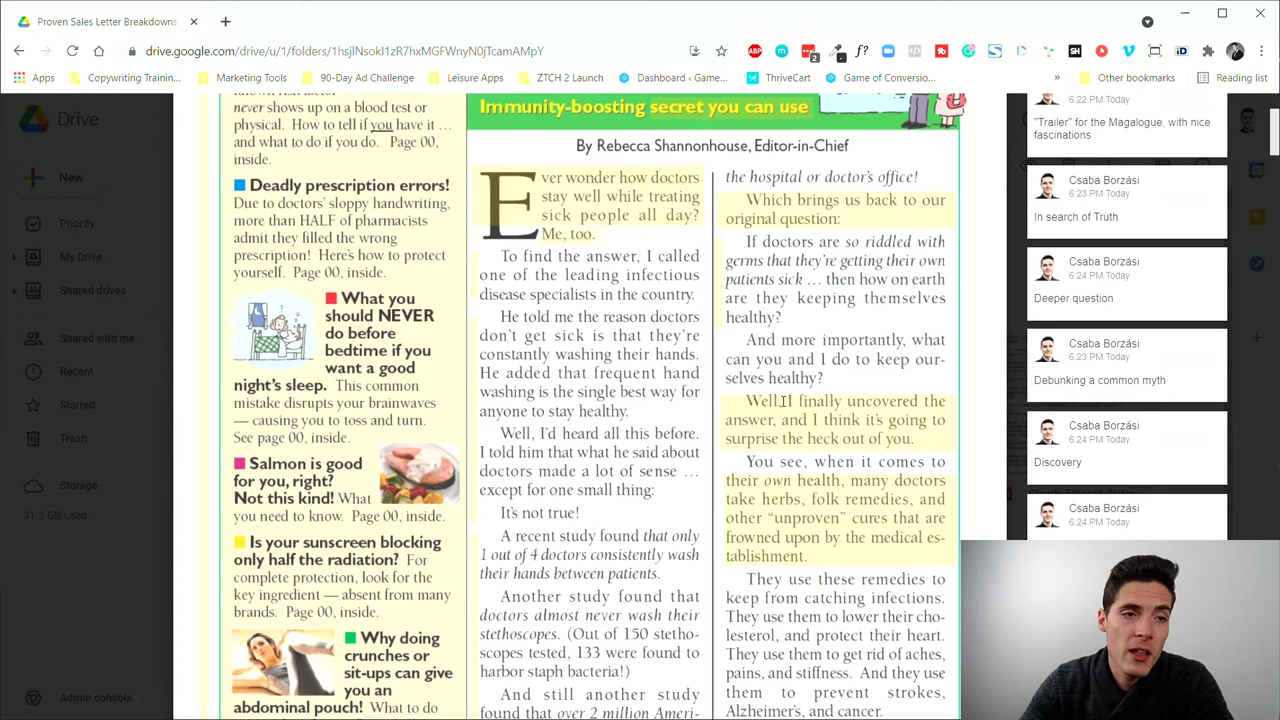 Proven Sales Letter Breakdowns
drive.google.com/drive/u/1/folders/1hsjlNsokI1zR7hxMGFWnyN0jTcamAMpY
Apps
Copywriting Trainin...
Marketing Tools
90-Day Ad Challenge
Leisure Apps
ZTCH 2 Launch
Dashboard ‹ Game...
ThriveCart
Game of Conversio...
»
Other bookmarks
Reading list
Drive
New
Priority
My Drive
Shared drives
Shared with me
Recent
Starred
Trash
Storage
31.3 GB used
Admin console
never shows up on a blood test or
physical. How to tell if you have it ...
and what to do if you do. Page 00,
inside.
Deadly prescription errors!
Due to doctors' sloppy handwriting,
more than HALF of pharmacists
admit they filled the wrong
prescription! Here's how to protect
yourself. Page 00, inside.
What you
should NEVER
do before
bedtime if you
want a good
night's sleep. This common
mistake disrupts your brainwaves
— causing you to toss and turn.
See page 00, inside.
Salmon is good
for you, right?
Not this kind! What
you need to know. Page 00, inside.
Is your sunscreen blocking
only half the radiation? For
complete protection, look for the
key ingredient — absent from many
brands. Page 00, inside.
Why doing
crunches or
sit-ups can give
you an
abdominal pouch! What to do
Immunity-boosting secret you can use
By Rebecca Shannonhouse, Editor-in-Chief
Ever wonder how doctors
stay well while treating
sick people all day?
Me, too.
To find the answer, I called
one of the leading infectious
disease specialists in the country.
He told me the reason doctors
don't get sick is that they're
constantly washing their hands.
He added that frequent hand
washing is the single best way for
anyone to stay healthy.
Well, I'd heard all this before.
I told him that what he said about
doctors made a lot of sense ...
except for one small thing:
It's not true!
A recent study found that only
1 out of 4 doctors consistently wash
their hands between patients.
Another study found that
doctors almost never wash their
stethoscopes. (Out of 150 stetho-
scopes tested, 133 were found to
harbor staph bacteria!)
And still another study
found that over 2 million Ameri-
the hospital or doctor's office!
Which brings us back to our
original question:
If doctors are so riddled with
germs that they're getting their own
patients sick ... then how on earth
are they keeping themselves
healthy?
And more importantly, what
can you and I do to keep our-
selves healthy?
Well, I finally uncovered the
answer, and I think it's going to
surprise the heck out of you.
You see, when it comes to
their own health, many doctors
take herbs, folk remedies, and
other "unproven" cures that are
frowned upon by the medical es-
tablishment.
They use these remedies to
keep from catching infections.
They use them to lower their cho-
lesterol, and protect their heart.
They use them to get rid of aches,
pains, and stiffness. And they use
them to prevent strokes,
Alzheimer's, and cancer.
6:22 PM Today
"Trailer" for the Magalogue, with nice
fascinations
Csaba Borzási
6:23 PM Today
In search of Truth
Csaba Borzási
6:24 PM Today
Deeper question
Csaba Borzási
6:23 PM Today
Debunking a common myth
Csaba Borzási
6:24 PM Today
Discovery
Csaba Borzási
6:24 PM Today